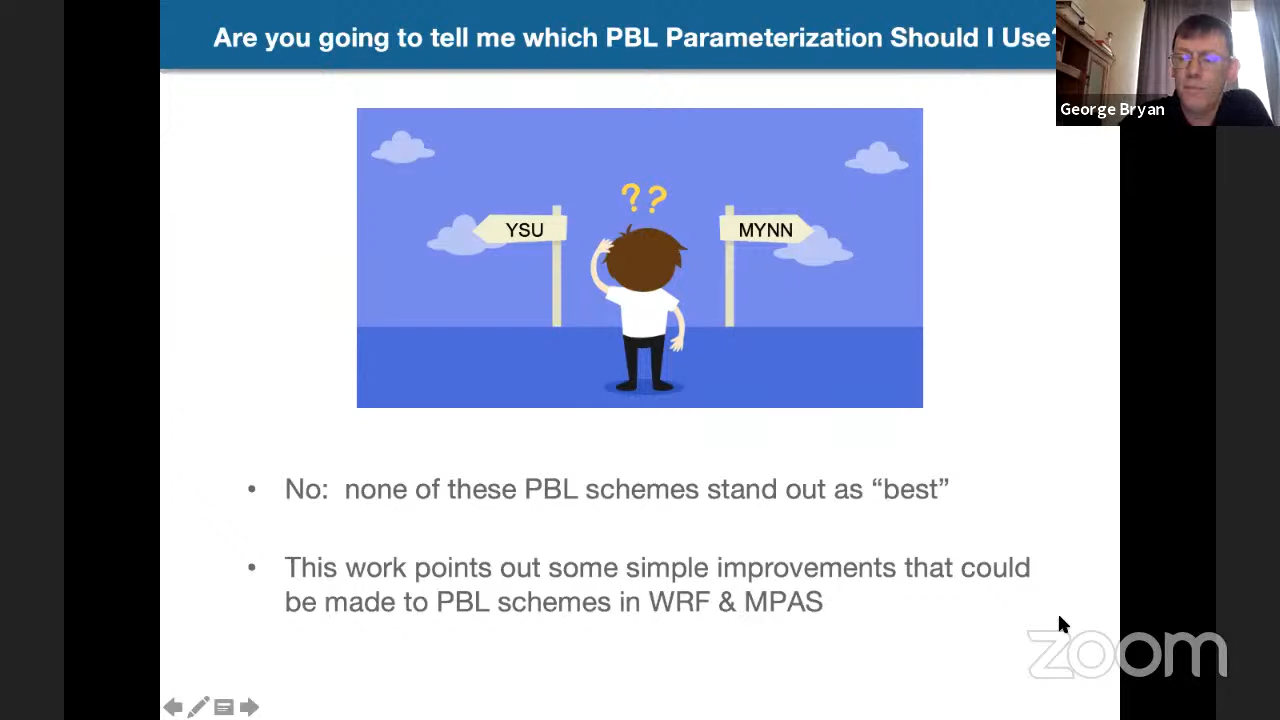 Are you going to tell me which PBL Parameterization Should I Use?
George Bryan
??
YSU
MYNN
• No: none of these PBL schemes stand out as “best”
• This work points out some simple improvements that could
be made to PBL schemes in WRF & MPAS
zoom